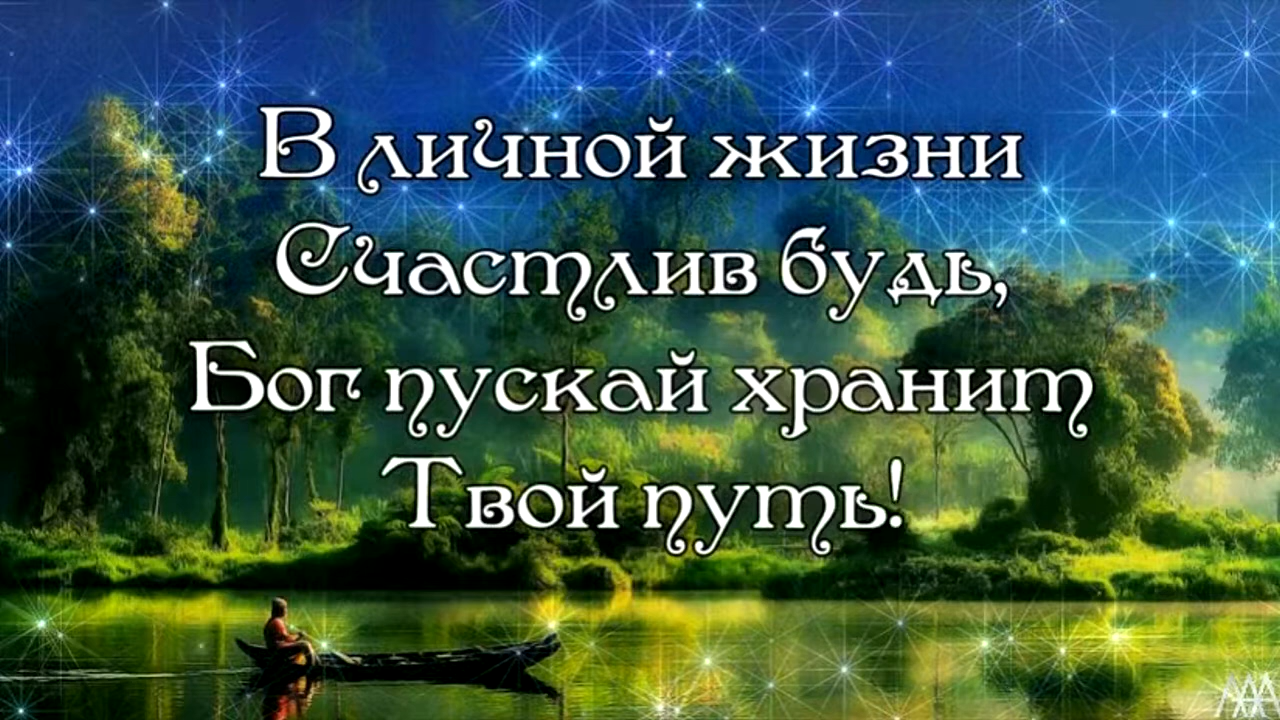 В личной жизни
Счастлив будь,
Бог пускай хранит
Твой путь!